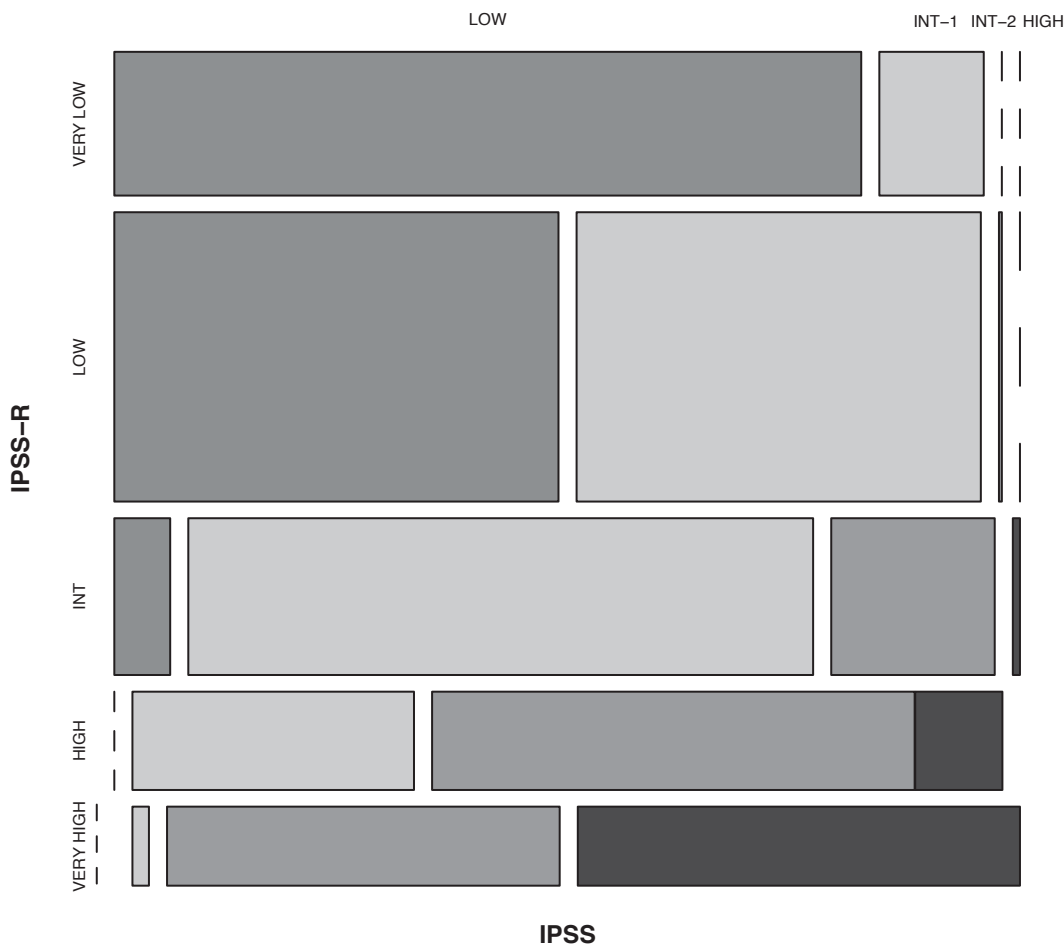 LOW INT–1 INT–2 HIGH
VERY LOW
LOW
IPSS–R
INT
HIGH
VERY HIGH
IPSS